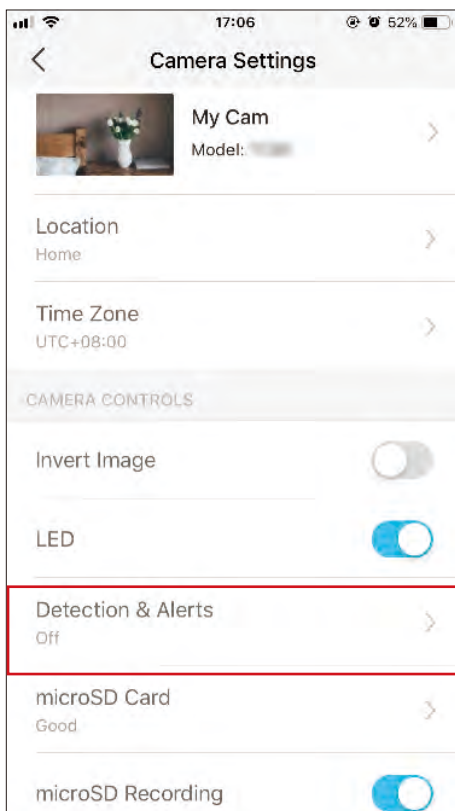 17:06
52%
Camera Settings
My Cam
Model:
Location
Home
Time Zone
UTC+08:00
CAMERA CONTROLS
Invert Image
LED
Detection & Alerts
Off
microSD Card
Good
microSD Recording